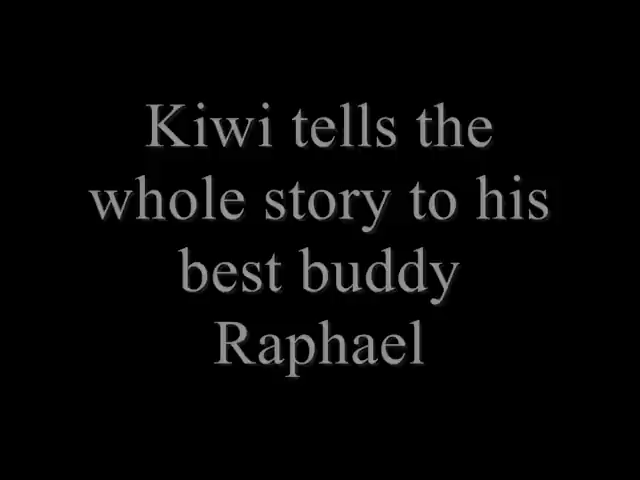 Kiwi tells the
whole story to his
best buddy
Raphael